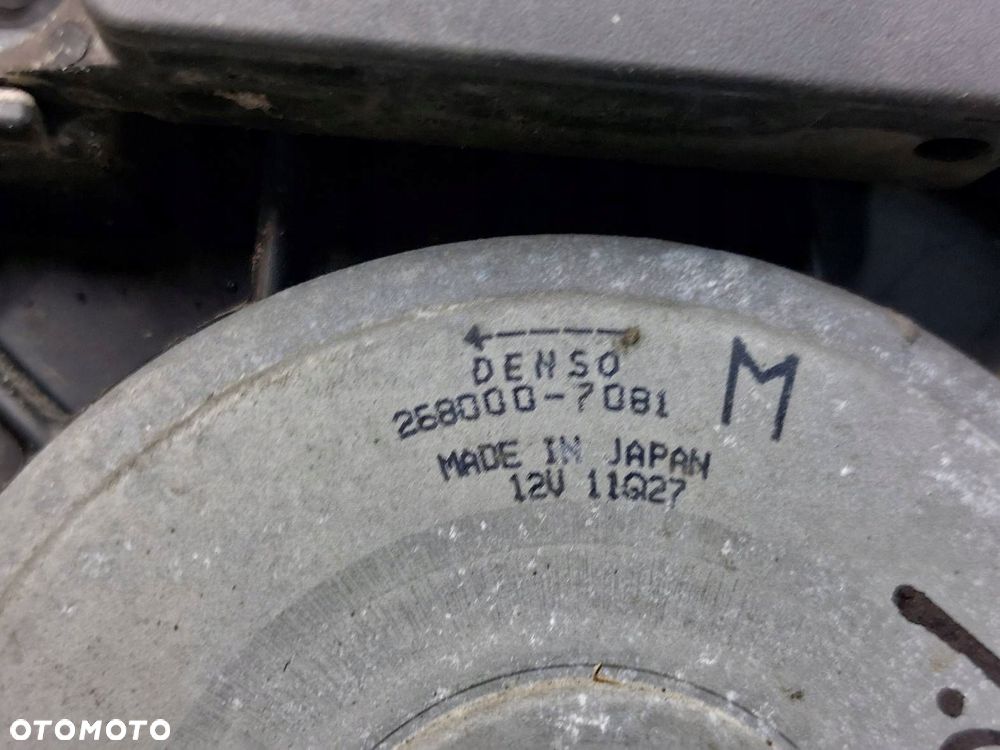 DENSO
268000-7081
M
MADE IN JAPAN
12V 11Q27
OTOMOTO